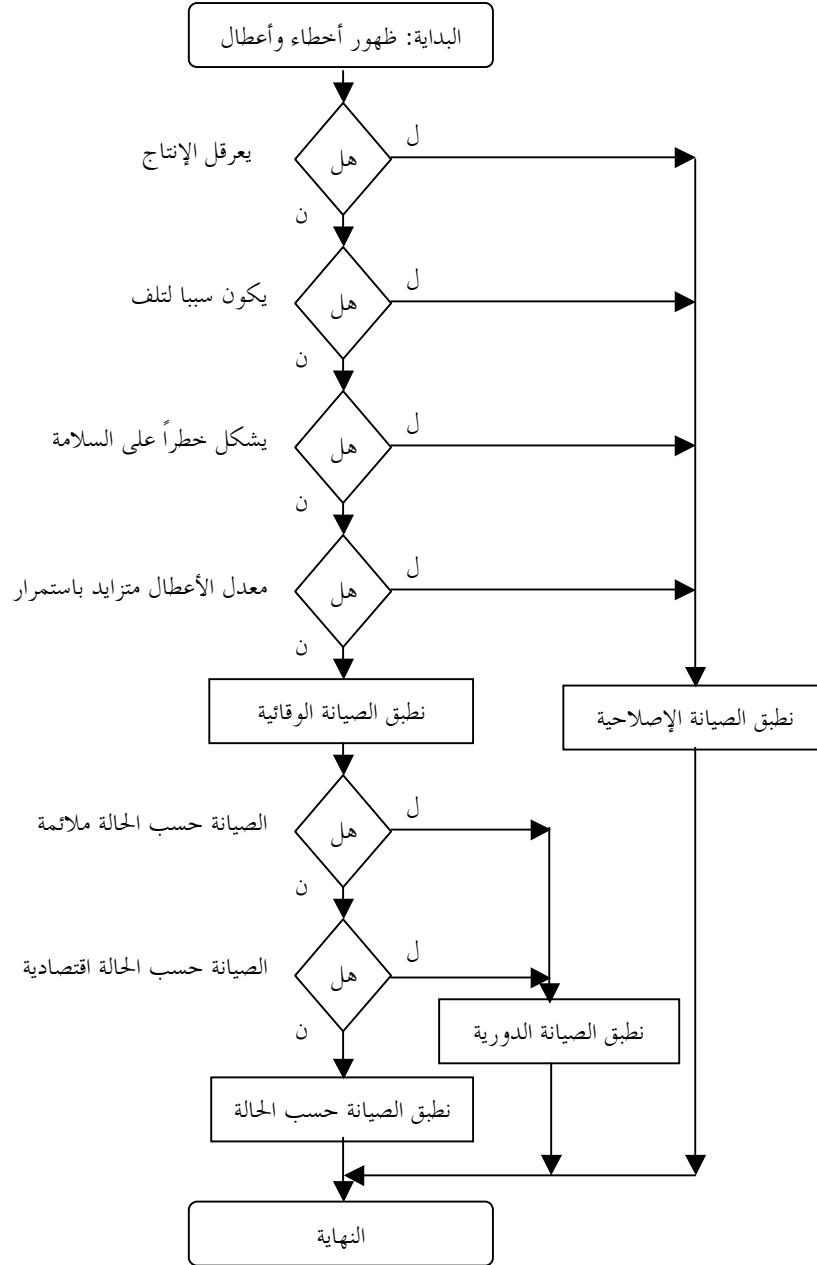 البداية: ظهور أخطاء وأعطال
هل
يعرقل الإنتاج
ل
ن
هل
يكون سببا لتلف
ل
ن
هل
يشكل خطراً على السلامة
ل
ن
هل
معدل الأعطال متزايد باستمرار
ل
ن
نطبق الصيانة الإصلاحية
نطبق الصيانة الوقائية
هل
الصيانة حسب الحالة ملائمة
ل
ن
هل
الصيانة حسب الحالة اقتصادية
ل
ن
نطبق الصيانة الدورية
نطبق الصيانة حسب الحالة
النهاية